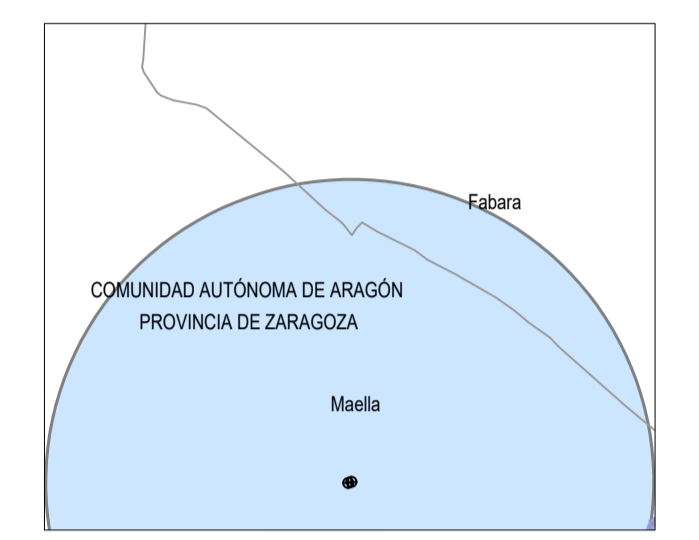 Fabara
COMUNIDAD AUTÓNOMA DE ARAGÓN
PROVINCIA DE ZARAGOZA
Maella